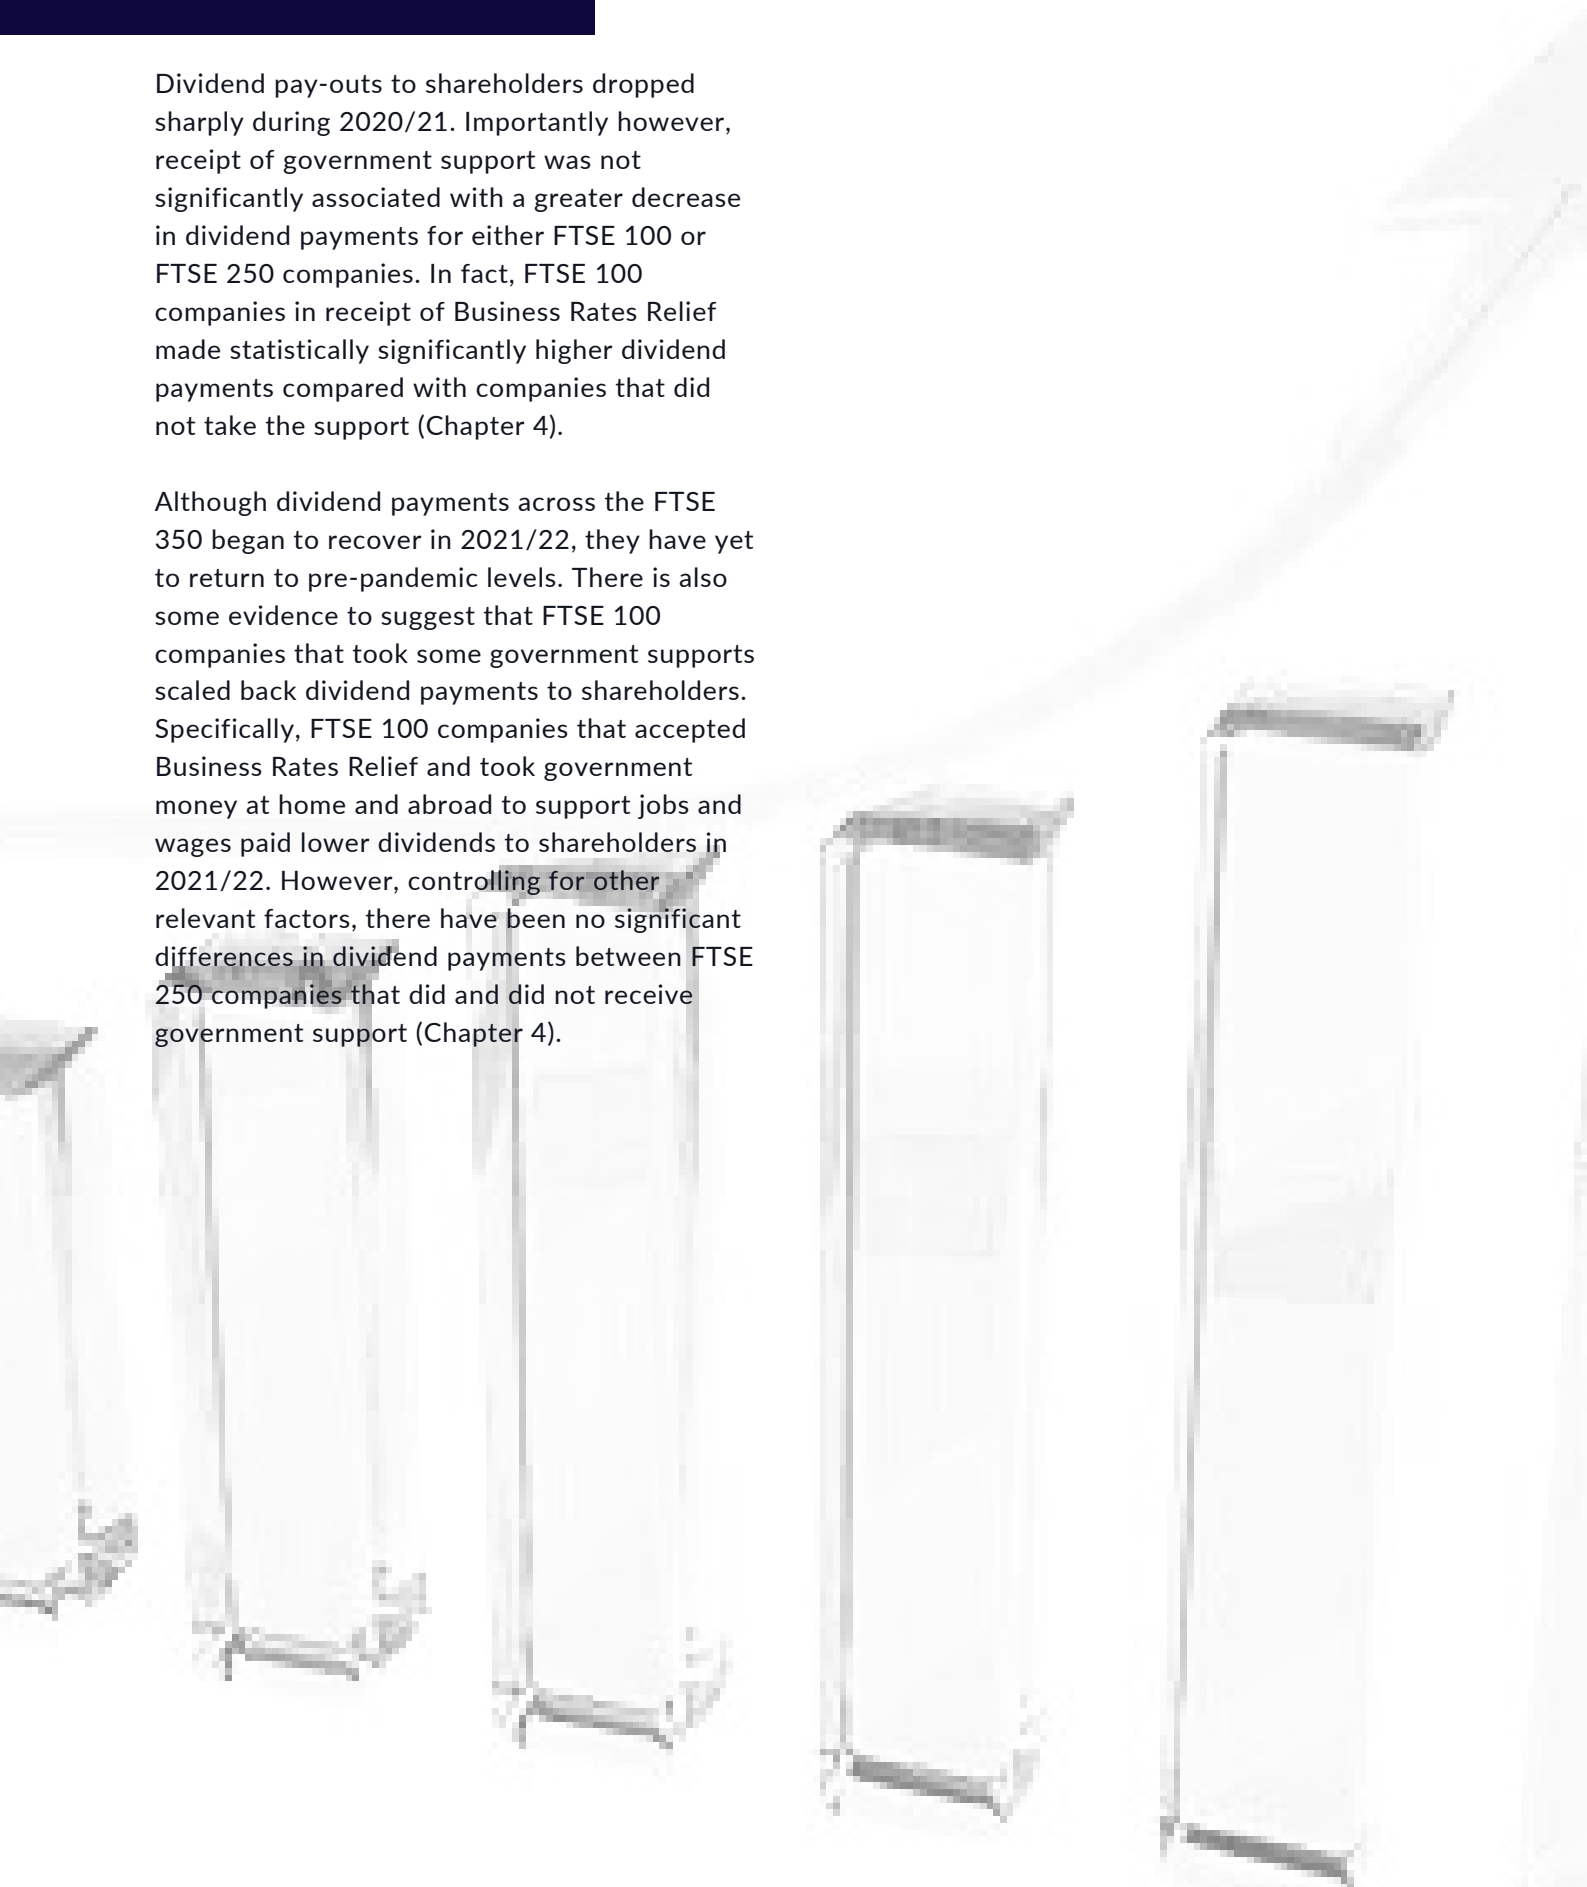 Dividend pay-outs to shareholders dropped
sharply during 2020/21. Importantly however,
receipt of government support was not
significantly associated with a greater decrease
in dividend payments for either FTSE 100 or
FTSE 250 companies. In fact, FTSE 100
companies in receipt of Business Rates Relief
made statistically significantly higher dividend
payments compared with companies that did
not take the support (Chapter 4).
Although dividend payments across the FTSE
350 began to recover in 2021/22, they have yet
to return to pre-pandemic levels. There is also
some evidence to suggest that FTSE 100
companies that took some government supports
scaled back dividend payments to shareholders.
Specifically, FTSE 100 companies that accepted
Business Rates Relief and took government
money at home and abroad to support jobs and
wages paid lower dividends to shareholders in
2021/22. However, controlling for other
relevant factors, there have been no significant
differences in dividend payments between FTSE
250 companies that did and did not receive
government support (Chapter 4).